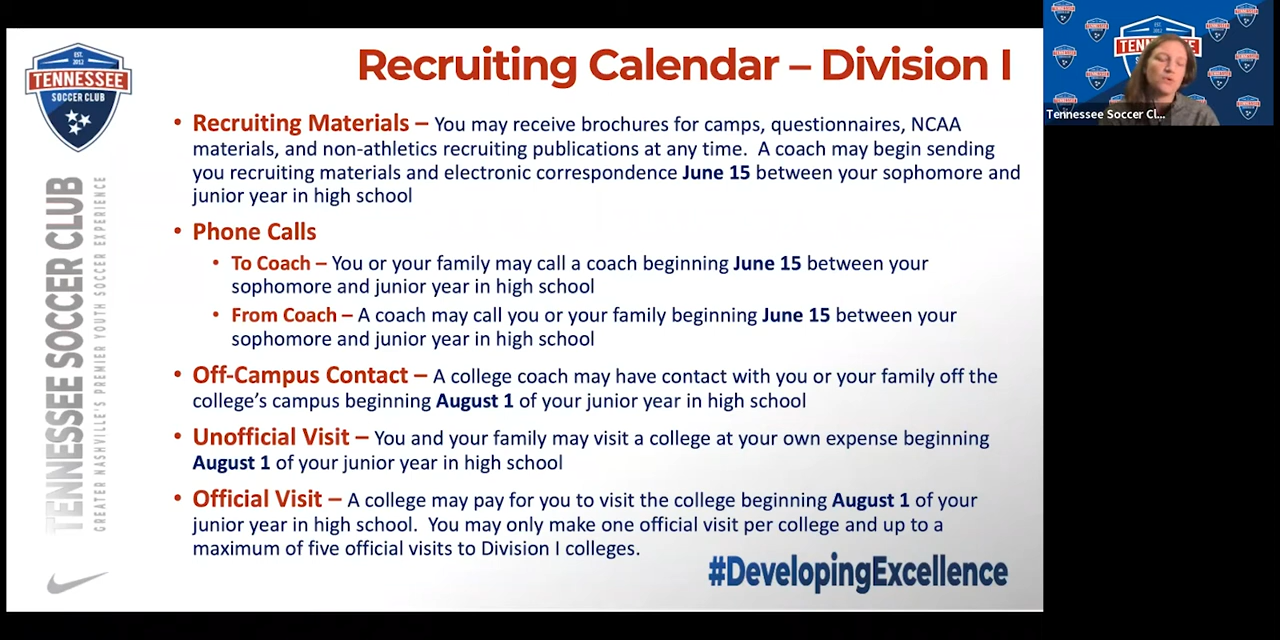 EST.
2012
TENNESSEE
SOCCER CLUB
TENNESSEE SOCCER CLUB
GREATER NASHVILLE'S PREMIER YOUTH SOCCER EXPERIENCE
Recruiting Calendar – Division I
• Recruiting Materials – You may receive brochures for camps, questionnaires, NCAA
materials, and non-athletics recruiting publications at any time. A coach may begin sending
you recruiting materials and electronic correspondence June 15 between your sophomore and
junior year in high school
• Phone Calls
• To Coach – You or your family may call a coach beginning June 15 between your
sophomore and junior year in high school
• From Coach – A coach may call you or your family beginning June 15 between your
sophomore and junior year in high school
• Off-Campus Contact – A college coach may have contact with you or your family off the
college's campus beginning August 1 of your junior year in high school
• Unofficial Visit – You and your family may visit a college at your own expense beginning
August 1 of your junior year in high school
• Official Visit – A college may pay for you to visit the college beginning August 1 of your
junior year in high school. You may only make one official visit per college and up to a
maximum of five official visits to Division I colleges.
#DevelopingExcellence
Tennessee Soccer Cl...